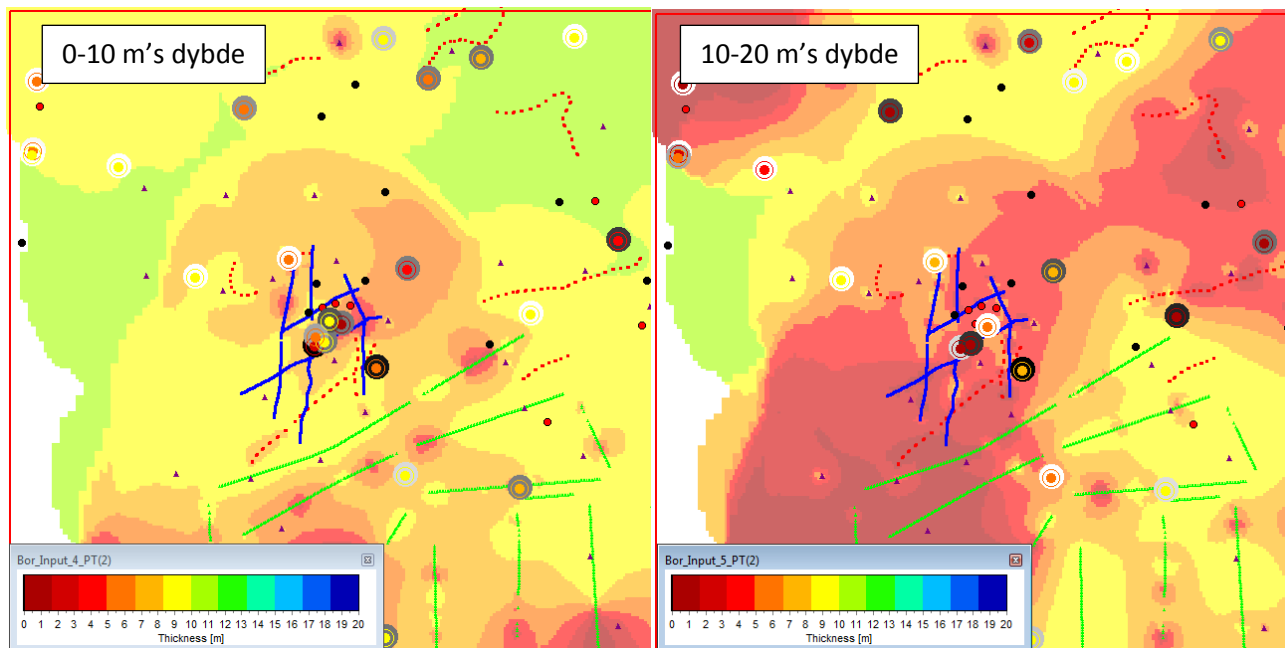 0-10 m's dybde
10-20 m's dybde
Bor_Input_4_PT(2)
0 1 2 3 4 5 6 7 8 9 10 11 12 13 14 15 16 17 18 19 20
Thickness [m]
Bor_Input_5_PT(2)
0 1 2 3 4 5 6 7 8 9 10 11 12 13 14 15 16 17 18 19 20
Thickness [m]